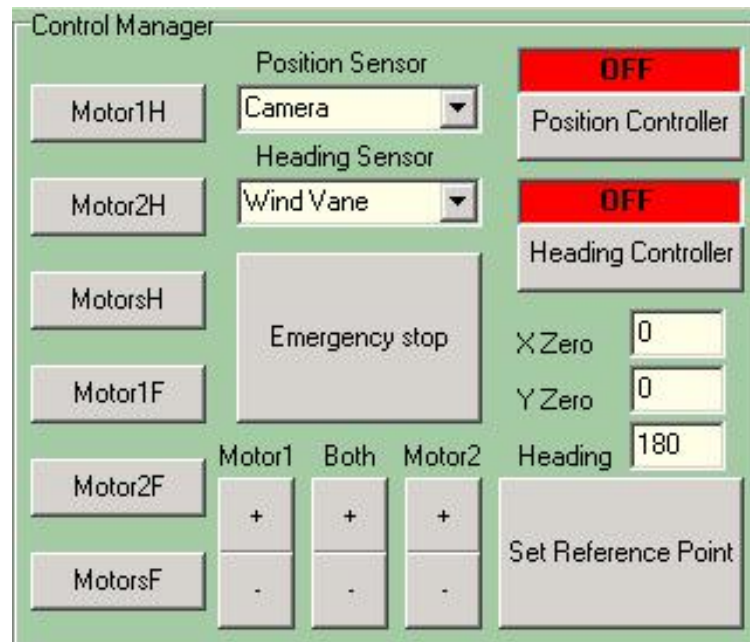 Control Manager
Motor1H
Motor2H
MotorsH
Motor1F
Motor2F
MotorsF
Position Sensor
Camera
Heading Sensor
Wind Vane
Emergency stop
Motor1 Both Motor2
+ + +
- - -
OFF
Position Controller
OFF
Heading Controller
X Zero 0
Y Zero 0
Heading 180
Set Reference Point